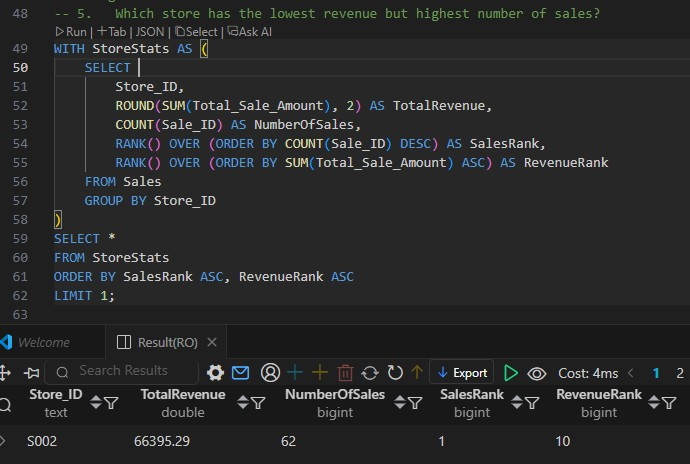 48 -- 5. Which store has the lowest revenue but highest number of sales?
Run | +Tab | JSON | Select | Ask AI
49 WITH StoreStats AS (
50 SELECT
51 Store_ID,
52 ROUND(SUM(Total_Sale_Amount), 2) AS TotalRevenue,
53 COUNT(Sale_ID) AS NumberOfSales,
54 RANK() OVER (ORDER BY COUNT(Sale_ID) DESC) AS SalesRank,
55 RANK() OVER (ORDER BY SUM(Total_Sale_Amount) ASC) AS RevenueRank
56 FROM Sales
57 GROUP BY Store_ID
58 )
59 SELECT *
60 FROM StoreStats
61 ORDER BY SalesRank ASC, RevenueRank ASC
62 LIMIT 1;
63
Welcome Result(RO)
Search Results Export Cost: 4ms 1 2
Store_ID TotalRevenue NumberOfSales SalesRank RevenueRank
text double bigint bigint bigint
S002 66395.29 62 1 10